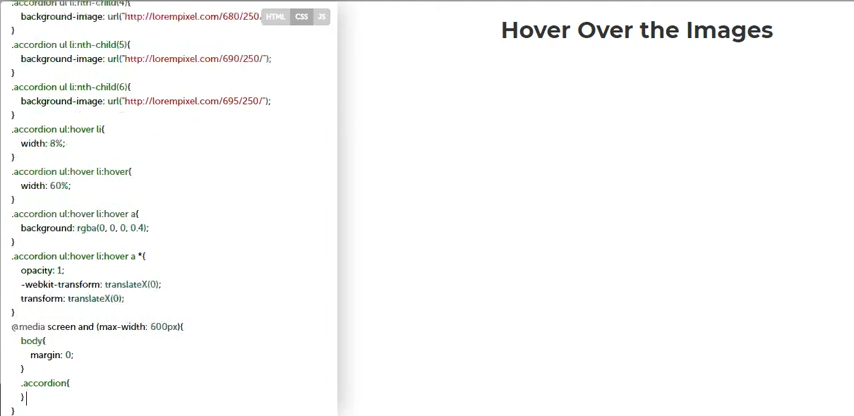 .accordion ul li:nth-child(4){
background-image: url("http://lorempixel.com/680/250/
HTML CSS JS
}
.accordion ul li:nth-child(5){
background-image: url("http://lorempixel.com/690/250/");
}
.accordion ul li:nth-child(6){
background-image: url("http://lorempixel.com/695/250/");
}
.accordion ul:hover li{
width: 8%;
}
.accordion ul:hover li:hover{
width: 60%;
}
.accordion ul:hover li:hover a{
background: rgba(0, 0, 0, 0.4);
}
.accordion ul:hover li:hover a *{
opacity: 1;
-webkit-transform: translateX(0);
transform: translateX(0);
}
@media screen and (max-width: 600px){
body{
margin: 0;
}
.accordion{
}
}
Hover Over the Images